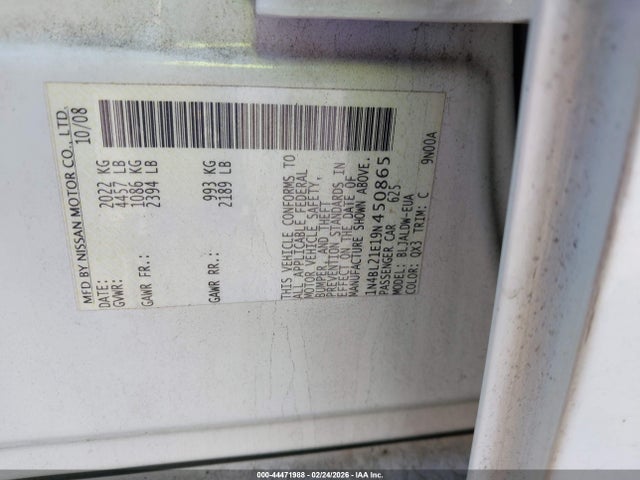 MFD BY NISSAN MOTOR CO., LTD.
DATE: 10/08
GVWR: 2022 KG
4457 LB
GAWR FR: 1086 KG
2394 LB
GAWR RR: 993 KG
2189 LB
THIS VEHICLE CONFORMS TO
ALL APPLICABLE FEDERAL
MOTOR VEHICLE SAFETY,
BUMPER AND THEFT
PREVENTION STANDARDS IN
EFFECT ON THE DATE OF
MANUFACTURE SHOWN ABOVE.
1N4BL21E19N450865
PASSENGER CAR - 625
MODEL: BLJALDW-EUA
COLOR: QX3 TRIM: C 9N00A
000-44471988 - 02/24/2026 - IAA Inc.